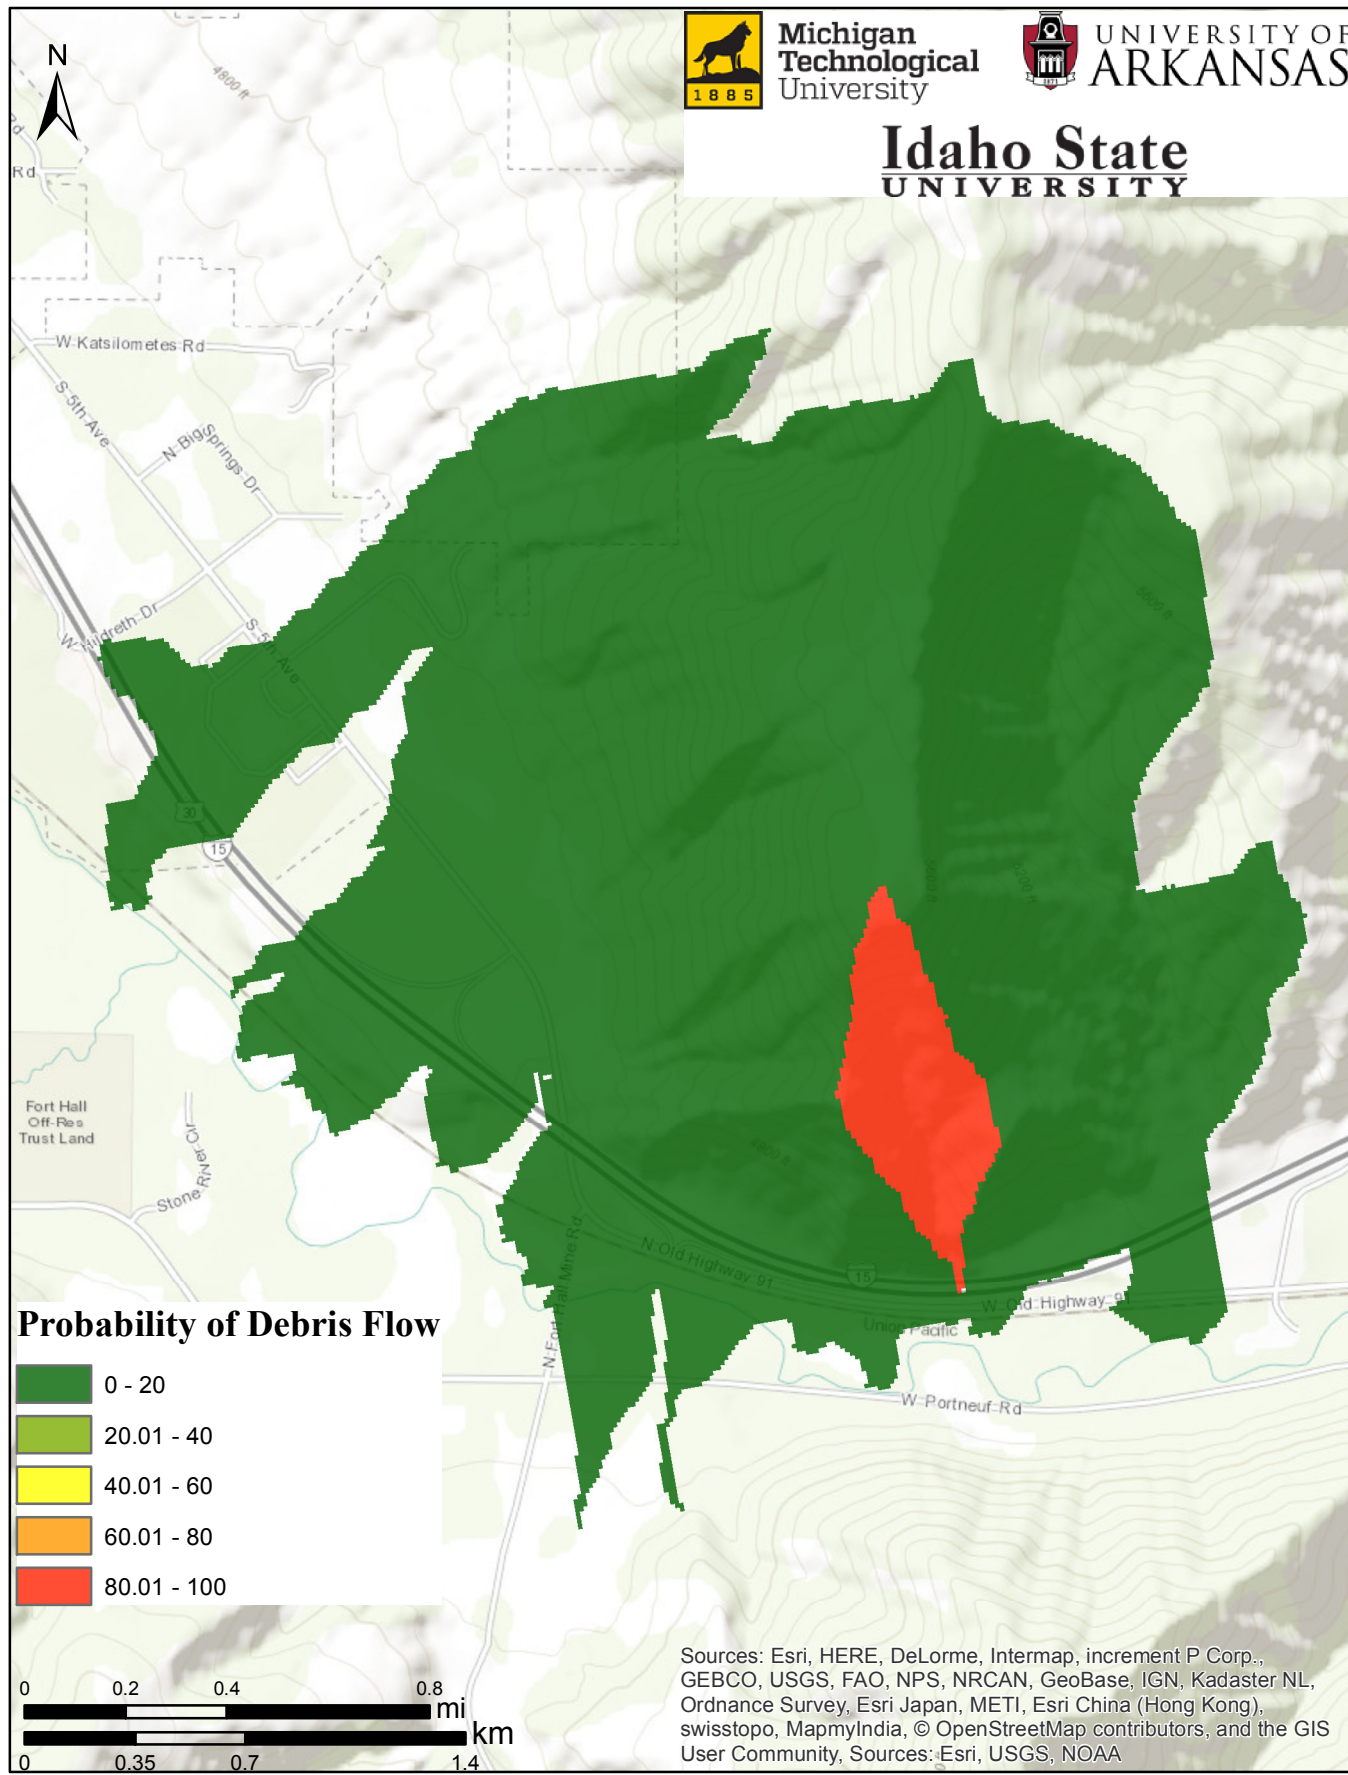 N
Michigan
Technological
University
1885
UNIVERSITY OF
ARKANSAS
1871
Idaho State
UNIVERSITY
4800 ft
Rd
Rd
W Katsilometes Rd
S 5th Ave
N Big Springs Dr
W Hildreth Dr
S 5th Ave
30
15
5600 ft
5200 ft
4800 ft
Fort Hall
Off-Res
Trust Land
Stone River Cir
N Fort Hall Mine Rd
N Old Highway 91
15
W Old Highway 91
Union Pacific
W Portneuf Rd
Probability of Debris Flow
0 - 20
20.01 - 40
40.01 - 60
60.01 - 80
80.01 - 100
0 0.2 0.4 0.8
mi
km
0 0.35 0.7 1.4
Sources: Esri, HERE, DeLorme, Intermap, increment P Corp.,
GEBCO, USGS, FAO, NPS, NRCAN, GeoBase, IGN, Kadaster NL,
Ordnance Survey, Esri Japan, METI, Esri China (Hong Kong),
swisstopo, MapmyIndia, © OpenStreetMap contributors, and the GIS
User Community, Sources: Esri, USGS, NOAA